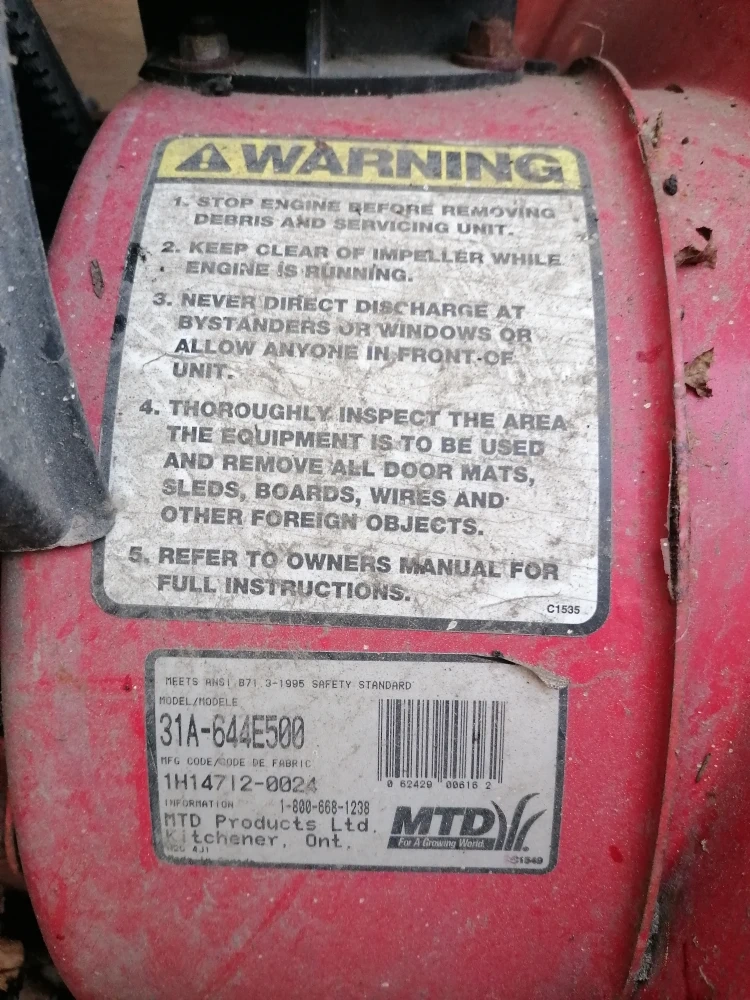 WARNING
1. STOP ENGINE BEFORE REMOVING
DEBRIS AND SERVICING UNIT.
2. KEEP CLEAR OF IMPELLER WHILE
ENGINE IS RUNNING.
3. NEVER DIRECT DISCHARGE AT
BYSTANDERS OR WINDOWS OR
ALLOW ANYONE IN FRONT OF
UNIT.
4. THOROUGHLY INSPECT THE AREA
THE EQUIPMENT IS TO BE USED
AND REMOVE ALL DOOR MATS,
SLEDS, BOARDS, WIRES AND
OTHER FOREIGN OBJECTS.
5. REFER TO OWNERS MANUAL FOR
FULL INSTRUCTIONS.
C1535
MEETS ANSI B71.3-1995 SAFETY STANDARD
MODEL/MODELE
31A-644E500
MFG CODE/CODE DE FABRIC
1H14712-0024
INFORMATION 1-800-668-1238
MTD Products Ltd.
Kitchener, Ont.
4J1
0 62429 00616 2
MTD
For A Growing World.